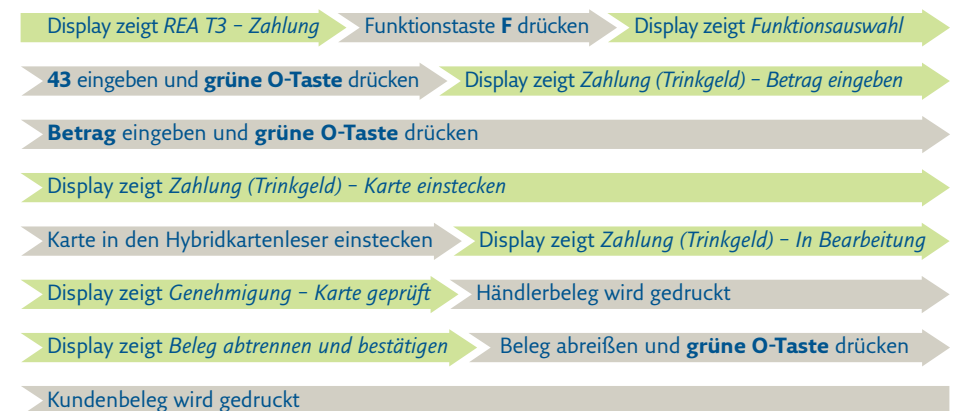 Display zeigt REA T3 – Zahlung Funktionstaste F drücken Display zeigt Funktionsauswahl
43 eingeben und grüne O-Taste drücken Display zeigt Zahlung (Trinkgeld) – Betrag eingeben
Betrag eingeben und grüne O-Taste drücken
Display zeigt Zahlung (Trinkgeld) – Karte einstecken
Karte in den Hybridkartenleser einstecken Display zeigt Zahlung (Trinkgeld) – In Bearbeitung
Display zeigt Genehmigung – Karte geprüft Händlerbeleg wird gedruckt
Display zeigt Beleg abtrennen und bestätigen Beleg abreißen und grüne O-Taste drücken
Kundenbeleg wird gedruckt